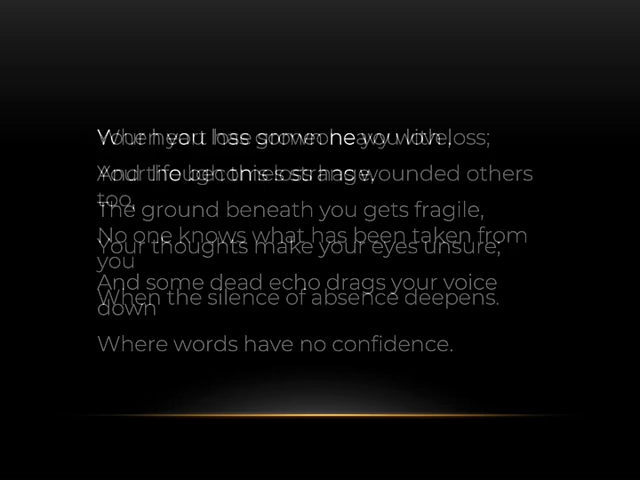 When you lose someone you love,
Your life becomes strange,
The ground beneath you gets fragile,
Your thoughts make your eyes unsure;
And some dead echo drags your voice
down
Where words have no confidence.
Your heart has grown heavy with loss;
And though this loss has wounded others
too,
No one knows what has been taken from
you
When the silence of absence deepens.